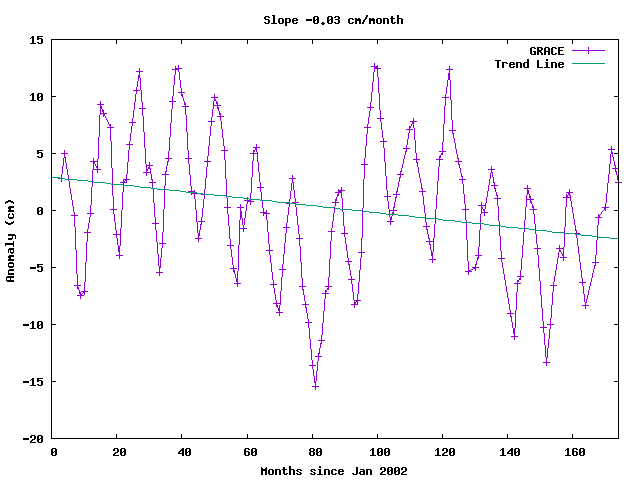 Slope -0.03 cm/month
GRACE
Trend Line
15
10
5
0
-5
-10
-15
-20
Anomaly (cm)
0 20 40 60 80 100 120 140 160
Months since Jan 2002